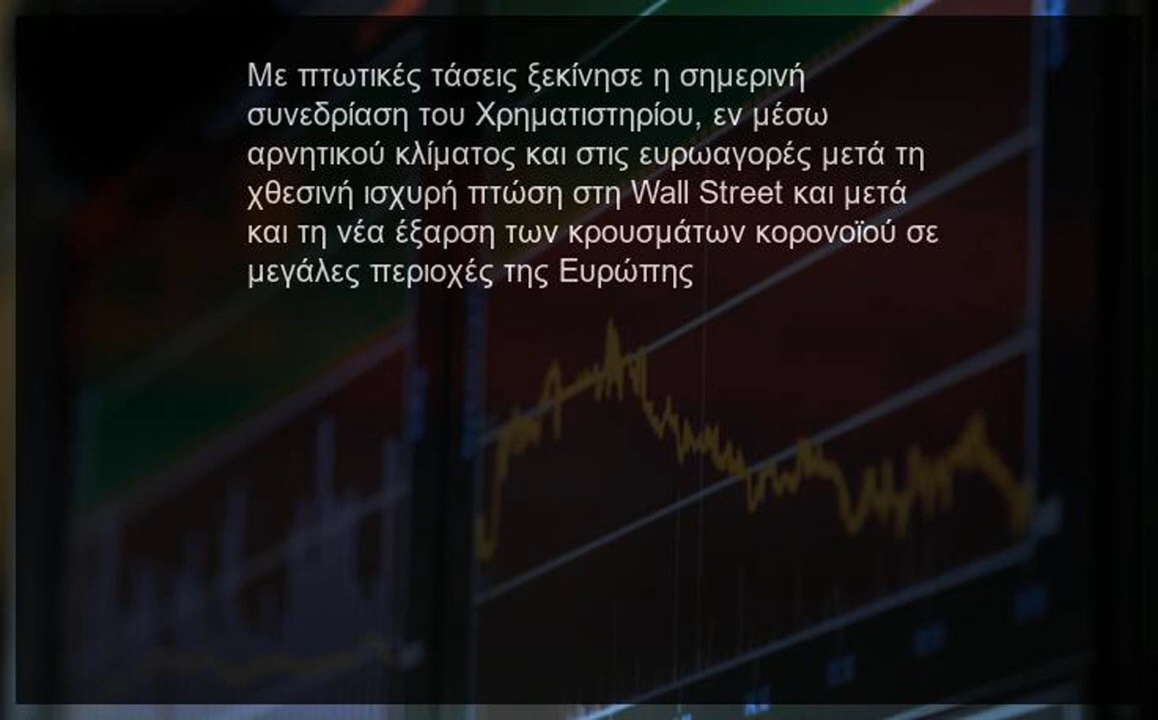 Με πτωτικές τάσεις ξεκίνησε η σημερινή
συνεδρίαση του Χρηματιστηρίου, εν μέσω
αρνητικού κλίματος και στις ευρωαγορές μετά τη
χθεσινή ισχυρή πτώση στη Wall Street και μετά
και τη νέα έξαρση των κρουσμάτων κορονοϊού σε
μεγάλες περιοχές της Ευρώπης